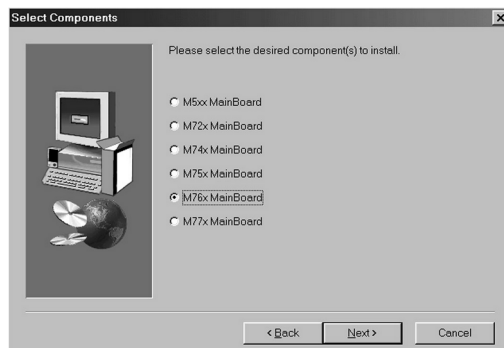 Select Components
Please select the desired component(s) to install.
M5xx MainBoard
M72x MainBoard
M74x MainBoard
M75x MainBoard
M76x MainBoard
M77x MainBoard
< Back
Next >
Cancel